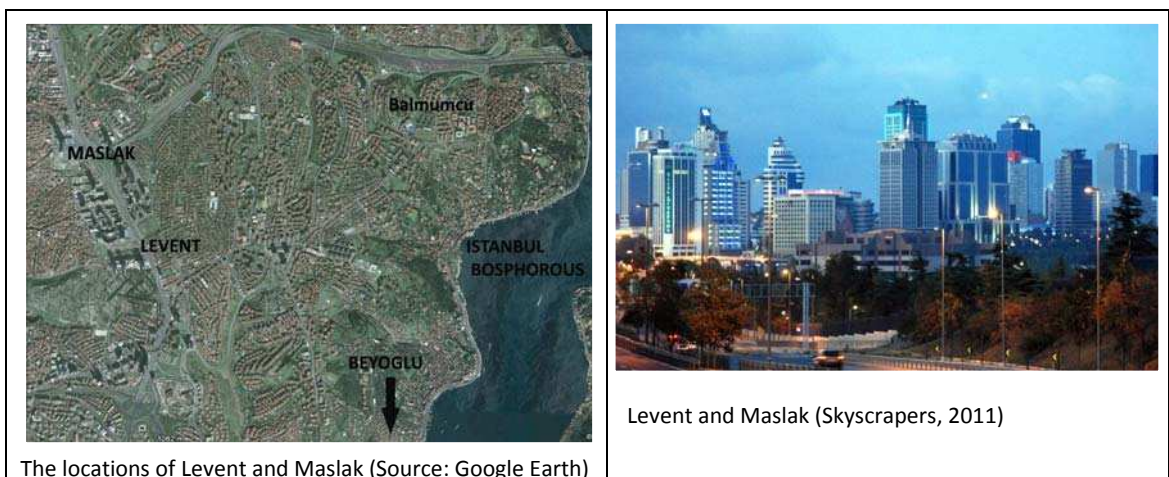 Balmumcu
MASLAK
LEVENT
ISTANBUL
BOSPHOROUS
BEYOGLU
The locations of Levent and Maslak (Source: Google Earth)
Levent and Maslak (Skyscrapers, 2011)